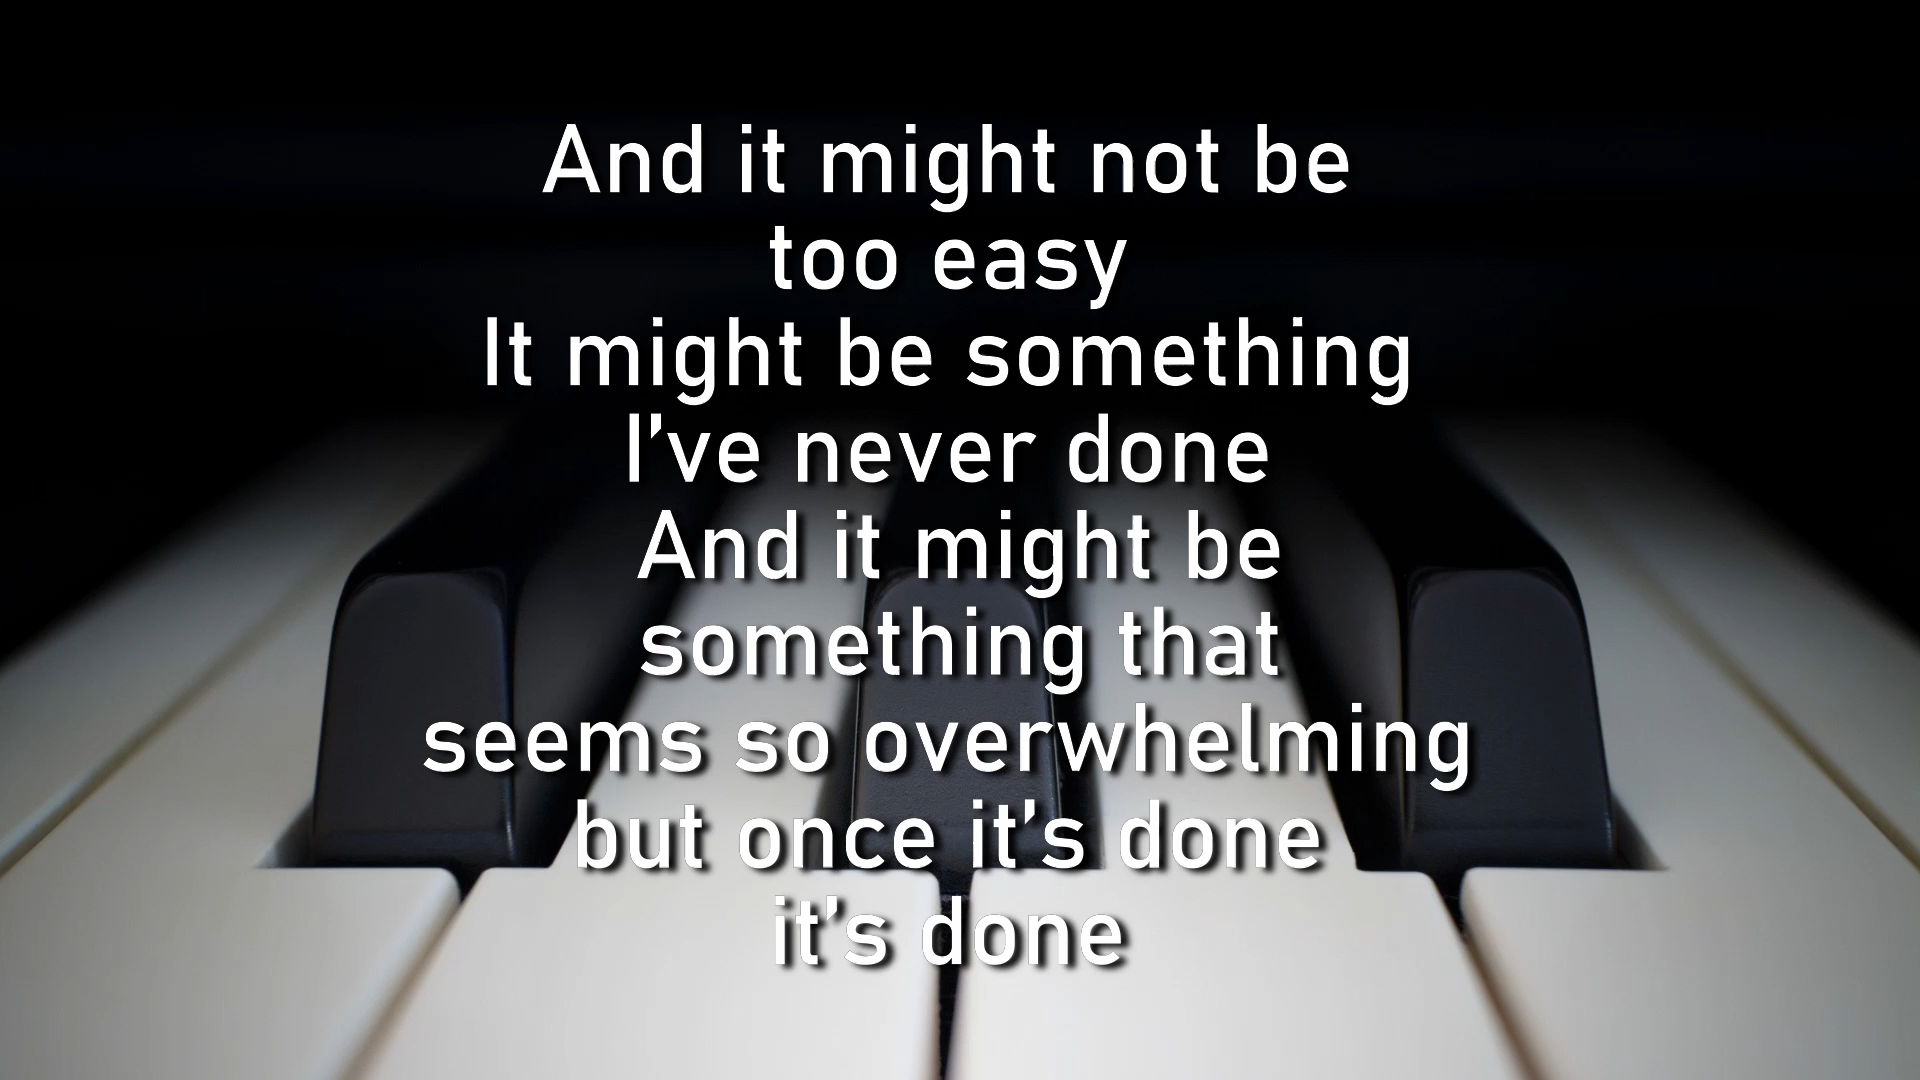 And it might not be
too easy
It might be something
I've never done
And it might be
something that
seems so overwhelming
but once it's done
it's done